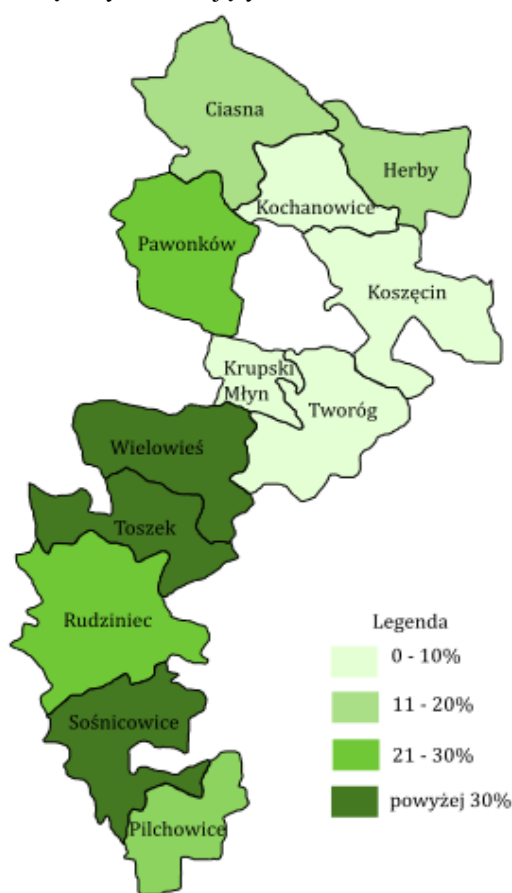 Ciasna
Herby
Kochanowice
Pawonków
Koszęcin
Krupski
Młyn
Tworóg
Wielowieś
Toszek
Rudziniec
Sośnicowice
Pilchowice
Legenda
0 - 10%
11 - 20%
21 - 30%
powyżej 30%